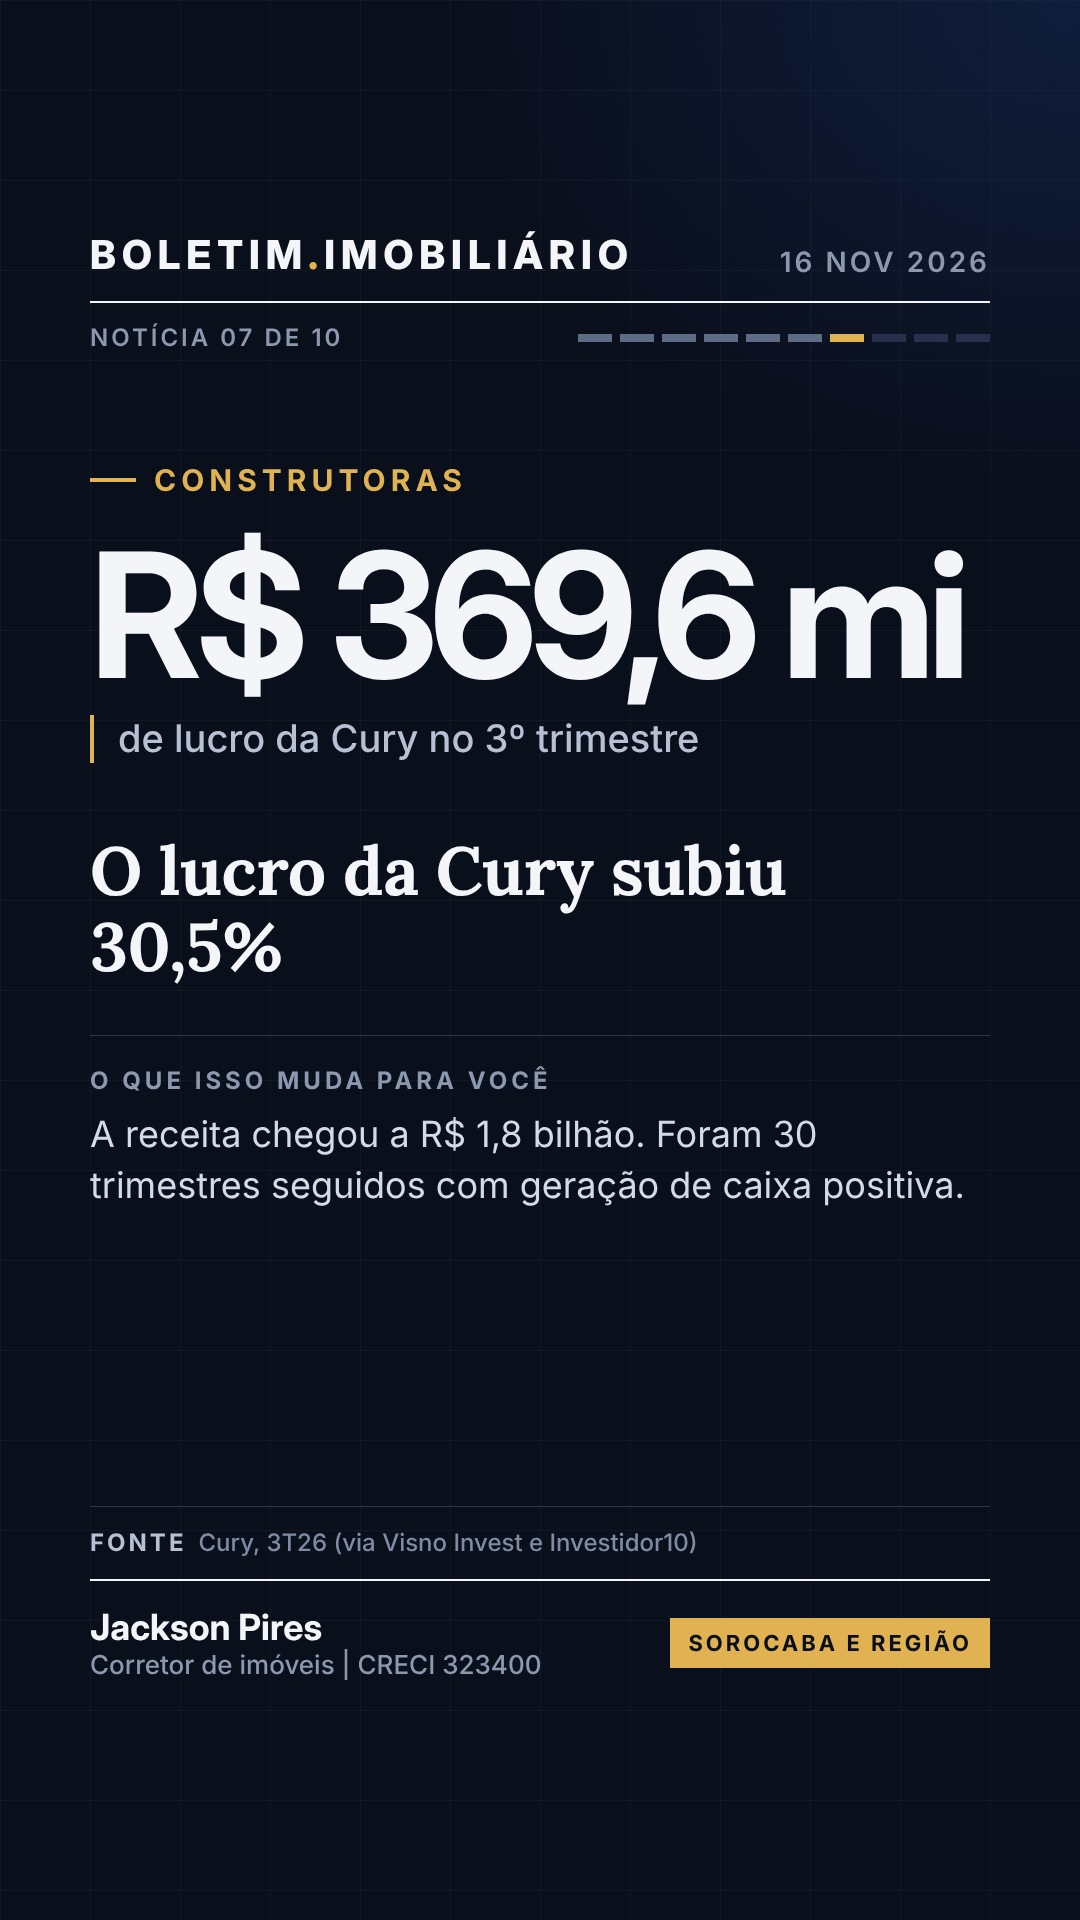 BOLETIM.IMOBILIÁRIO
16 NOV 2026
NOTÍCIA 07 DE 10
CONSTRUTORAS
R$ 369,6 mi
de lucro da Cury no 3º trimestre
O lucro da Cury subiu
30,5%
O QUE ISSO MUDA PARA VOCÊ
A receita chegou a R$ 1,8 bilhão. Foram 30
trimestres seguidos com geração de caixa positiva.
FONTE Cury, 3T26 (via Visno Invest e Investidor10)
Jackson Pires
Corretor de imóveis | CRECI 323400
SOROCABA E REGIÃO